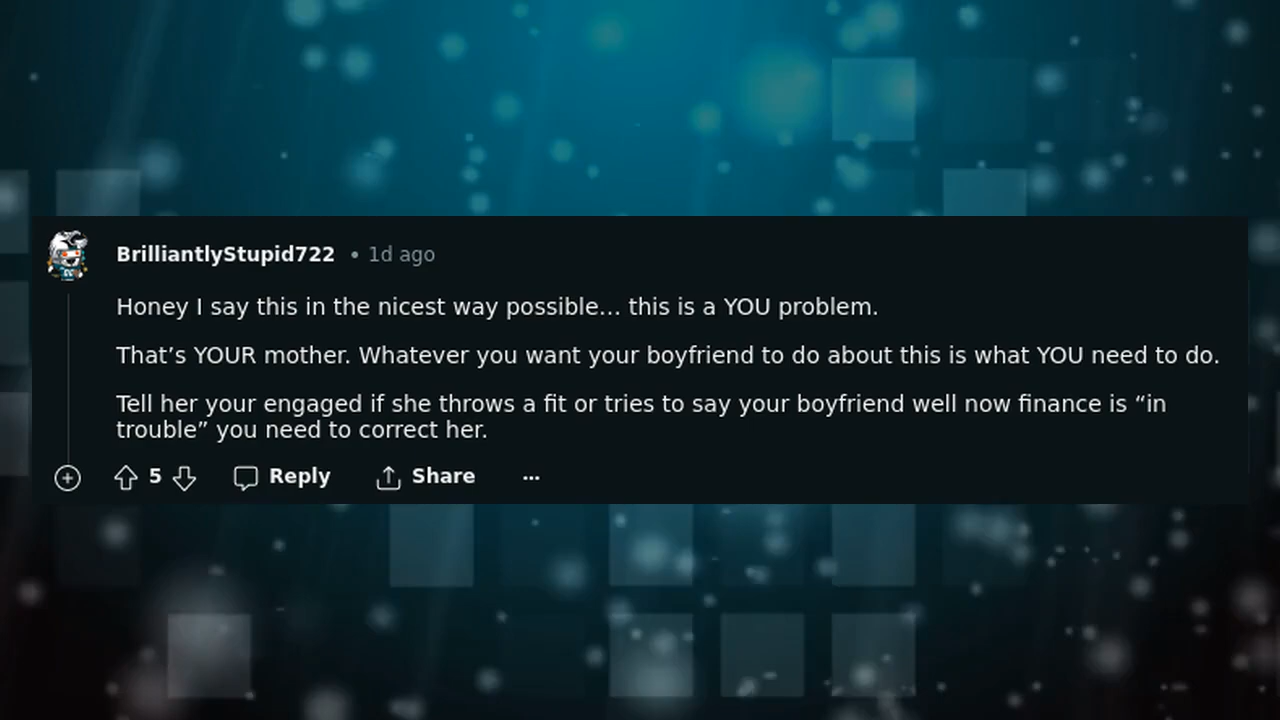 BrilliantlyStupid722 • 1d ago
Honey I say this in the nicest way possible... this is a YOU problem.
That’s YOUR mother. Whatever you want your boyfriend to do about this is what YOU need to do.
Tell her your engaged if she throws a fit or tries to say your boyfriend well now finance is “in
trouble” you need to correct her.
5 Reply Share ...